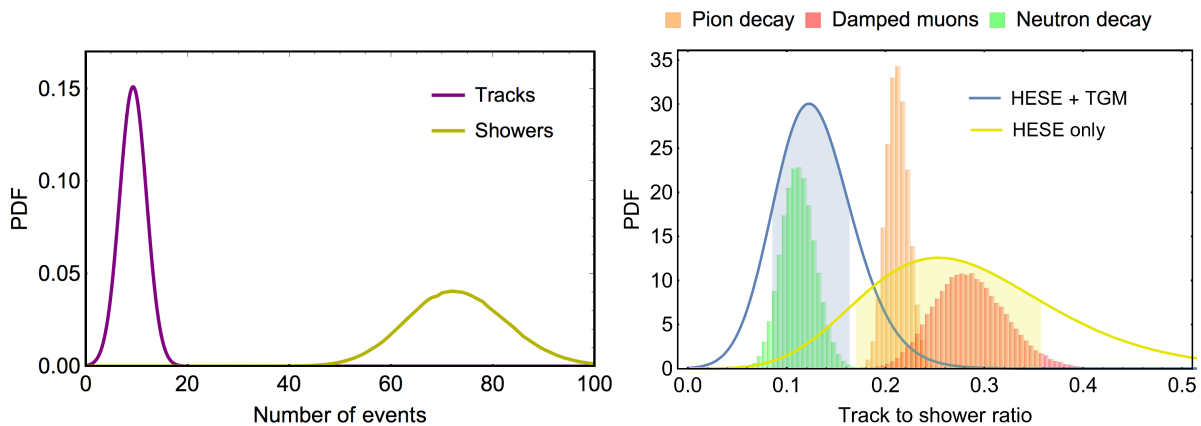 PDF
0.15
0.10
0.05
0.00
0 20 40 60 80 100
Number of events
Tracks
Showers
Pion decay Damped muons Neutron decay
PDF
35
30
25
20
15
10
5
0
0.0 0.1 0.2 0.3 0.4 0.5
Track to shower ratio
HESE + TGM
HESE only